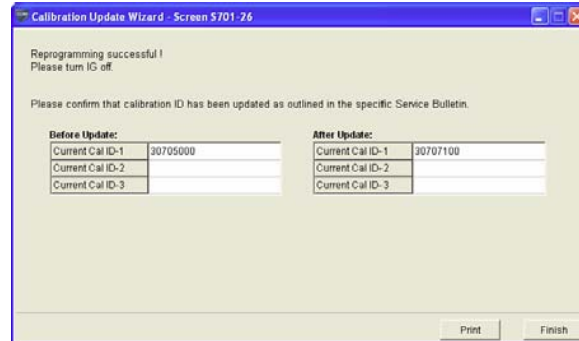 Calibration Update Wizard - Screen S701-26
Reprogramming successful !
Please turn IG off.
Please confirm that calibration ID has been updated as outlined in the specific Service Bulletin.
Before Update:
Current Cal ID-1 30705000
Current Cal ID-2
Current Cal ID-3
After Update:
Current Cal ID-1 30707100
Current Cal ID-2
Current Cal ID-3
Print Finish